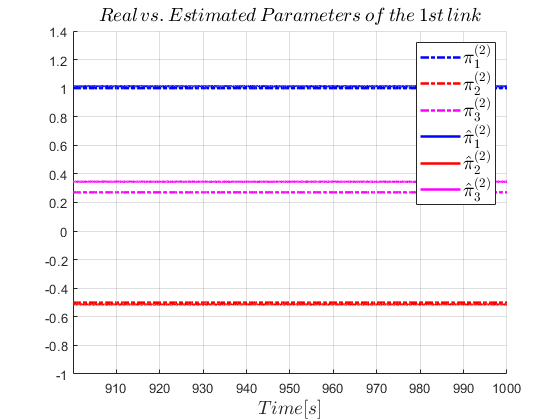 Real vs. Estimated Parameters of the 1st link
1.4
1.2
1
0.8
0.6
0.4
0.2
0
-0.2
-0.4
-0.6
-0.8
-1
π₁⁽²⁾
π₂⁽²⁾
π₃⁽²⁾
π̂₁⁽²⁾
π̂₂⁽²⁾
π̂₃⁽²⁾
910 920 930 940 950 960 970 980 990 1000
Time[s]